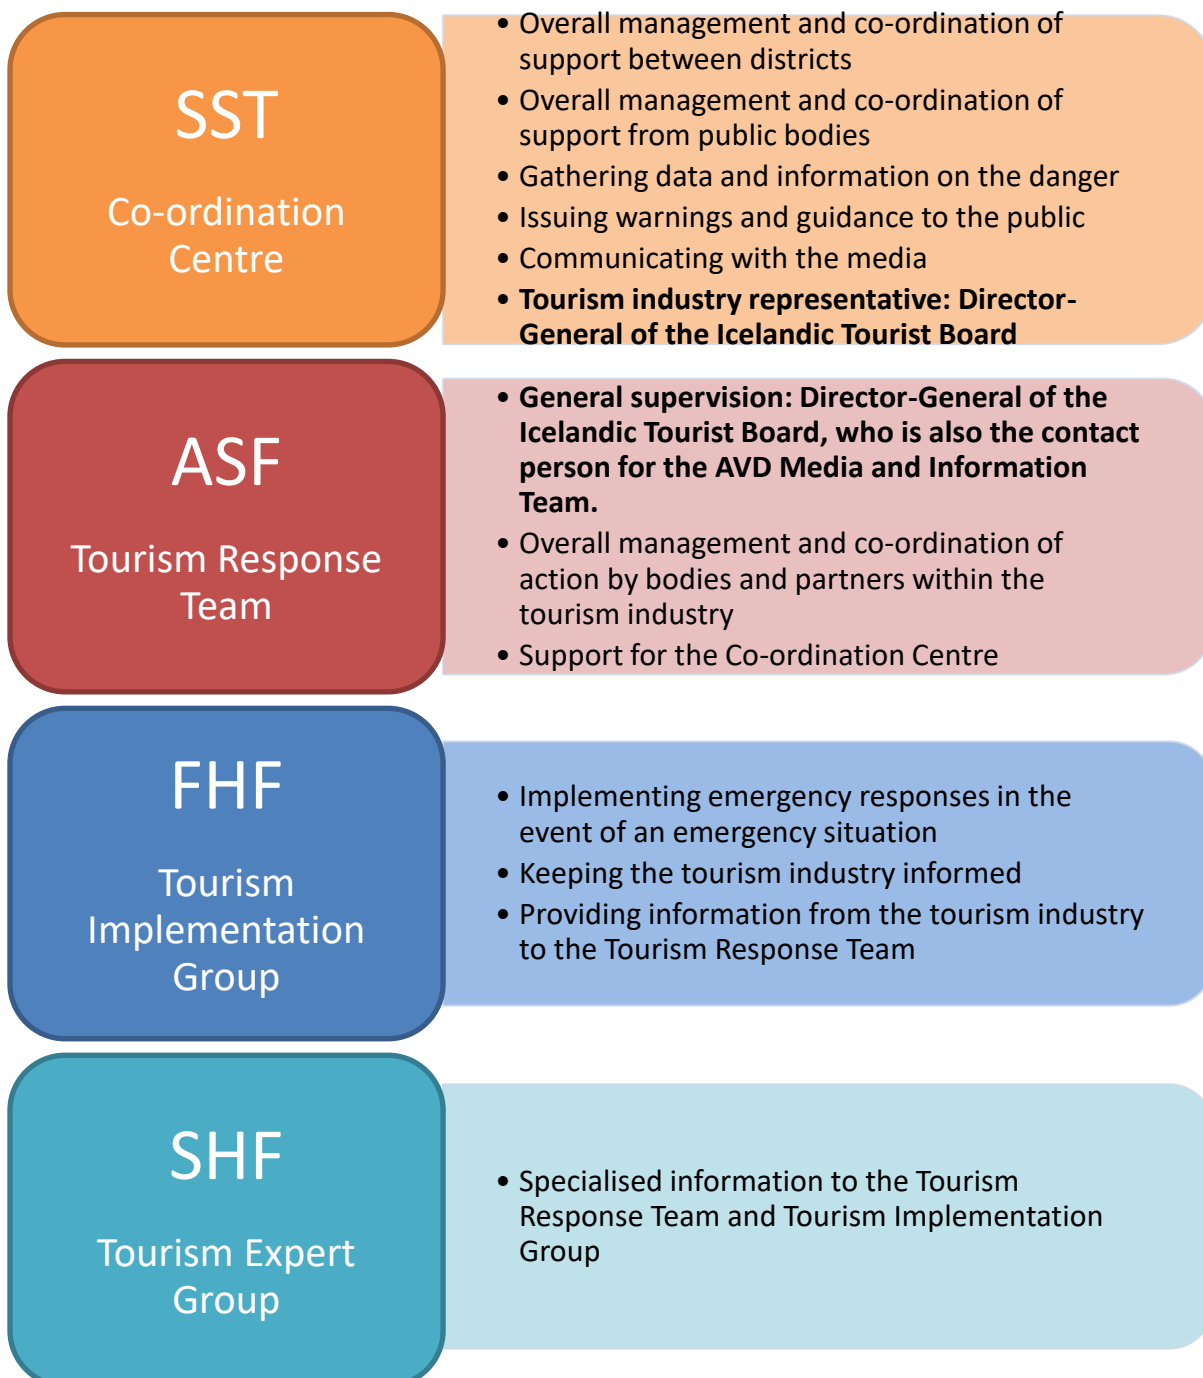 SST
Co-ordination
Centre
• Overall management and co-ordination of
support between districts
• Overall management and co-ordination of
support from public bodies
• Gathering data and information on the danger
• Issuing warnings and guidance to the public
• Communicating with the media
• Tourism industry representative: Director-
General of the Icelandic Tourist Board
ASF
Tourism Response
Team
• General supervision: Director-General of the
Icelandic Tourist Board, who is also the contact
person for the AVD Media and Information
Team.
• Overall management and co-ordination of
action by bodies and partners within the
tourism industry
• Support for the Co-ordination Centre
FHF
Tourism
Implementation
Group
• Implementing emergency responses in the
event of an emergency situation
• Keeping the tourism industry informed
• Providing information from the tourism industry
to the Tourism Response Team
SHF
Tourism Expert
Group
• Specialised information to the Tourism
Response Team and Tourism Implementation
Group